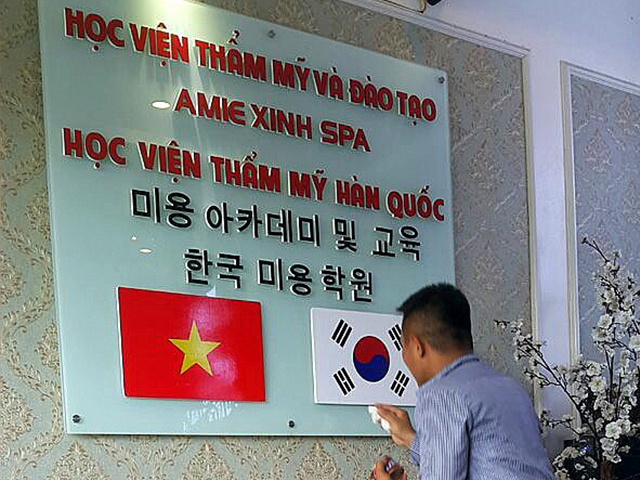 HỌC VIỆN THẨM MỸ VÀ ĐÀO TẠO
AMIE XINH SPA
HỌC VIỆN THẨM MỸ HÀN QUỐC
미용 아카데미 및 교육
한국 미용학원